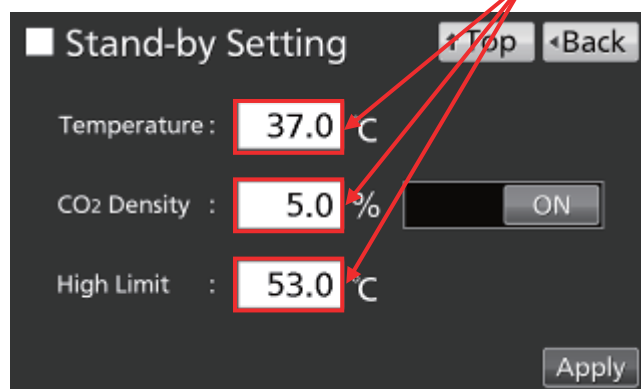 Stand-by Setting ↑Top ◂Back
Temperature : 37.0 °C
CO2 Density : 5.0 % ON
High Limit : 53.0 °C
Apply